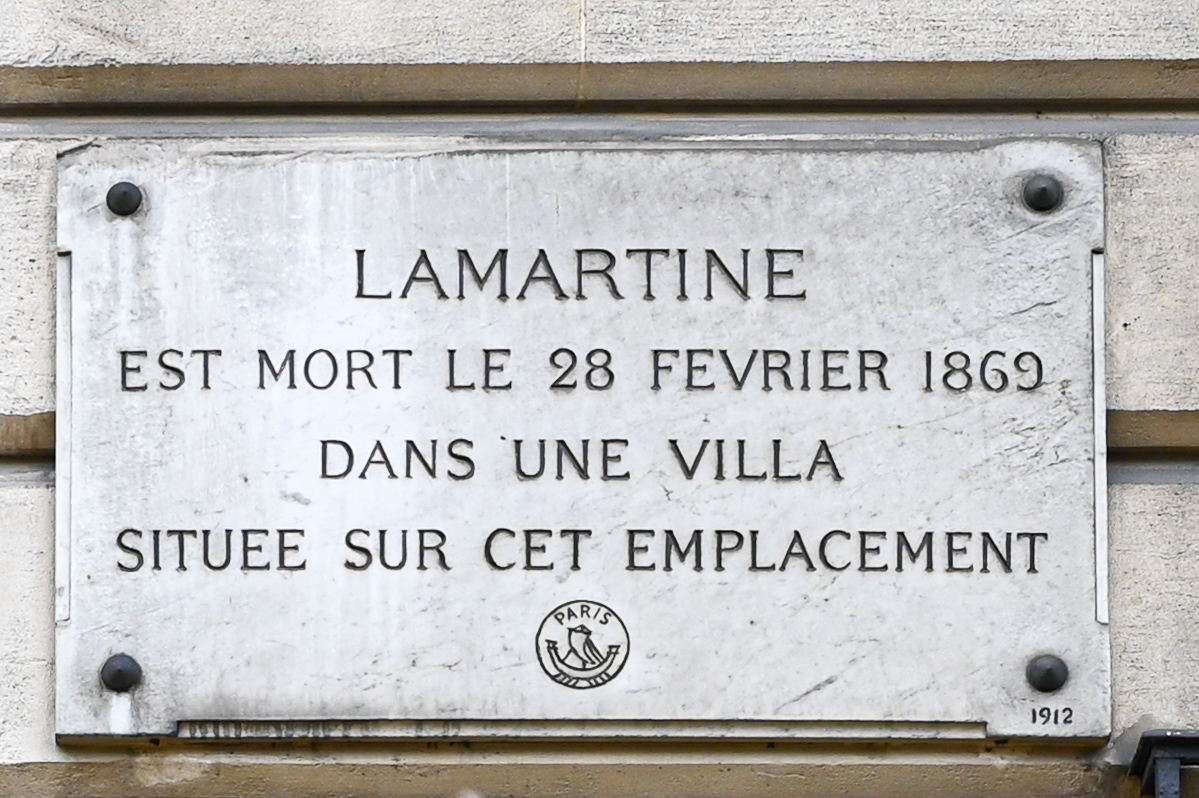 LAMARTINE
EST MORT LE 28 FEVRIER 1869
DANS UNE VILLA
SITUEE SUR CET EMPLACEMENT
PARIS
1912